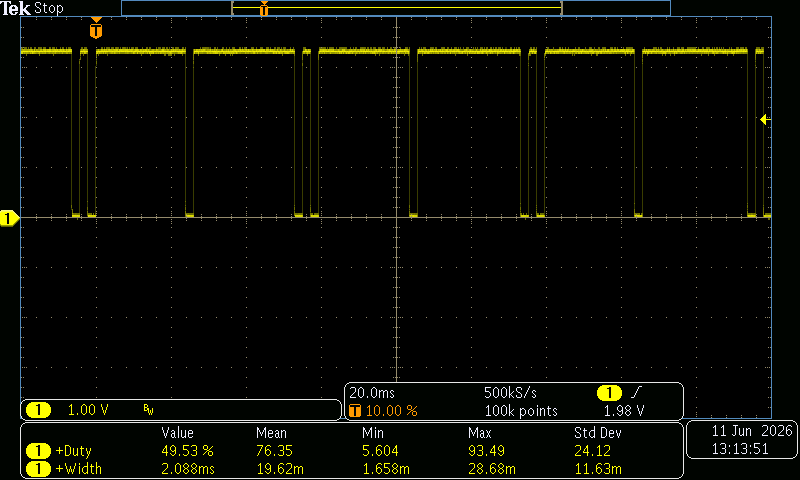 Tek Stop
T
T
1
1 1.00 V BW
20.0ms 500kS/s 1
T 10.00 % 100k points 1.98 V
Value Mean Min Max Std Dev
1 +Duty 49.53 % 76.35 5.604 93.49 24.12
1 +Width 2.088ms 19.62m 1.658m 28.68m 11.63m
11 Jun 2026
13:13:51